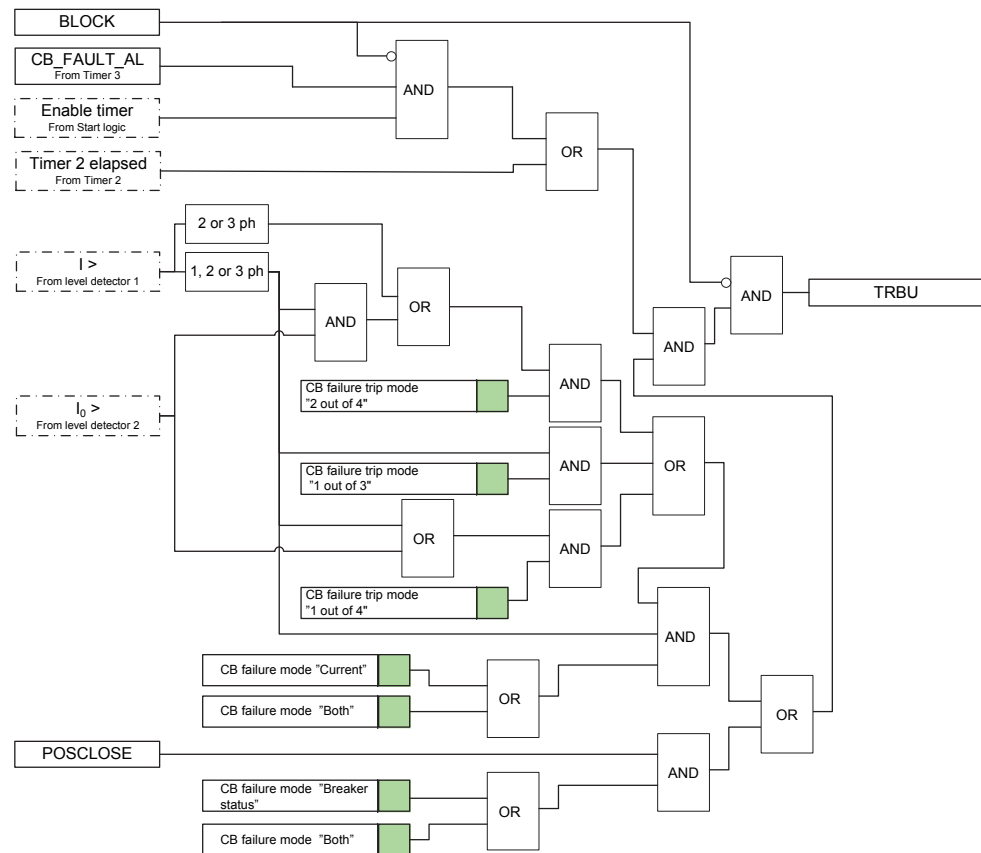 BLOCK
CB_FAULT_AL
From Timer 3
AND
Enable timer
From Start logic
OR
Timer 2 elapsed
From Timer 2
2 or 3 ph
I >
From level detector 1
1, 2 or 3 ph
AND
OR
AND
TRBU
AND
I₀ >
From level detector 2
CB failure trip mode
"2 out of 4"
AND
CB failure trip mode
"1 out of 3"
AND
OR
OR
AND
CB failure trip mode
"1 out of 4"
AND
CB failure mode "Current"
OR
CB failure mode "Both"
OR
POSCLOSE
AND
CB failure mode "Breaker
status"
OR
CB failure mode "Both"